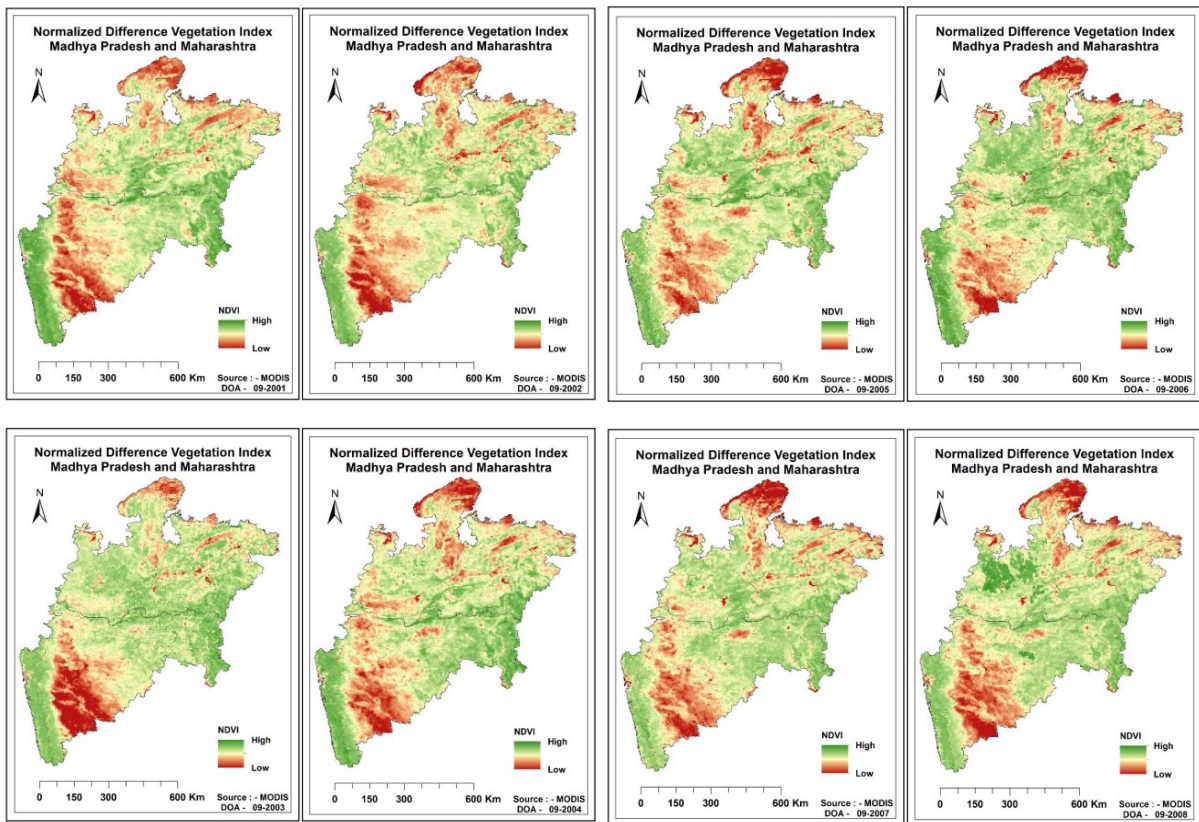 Normalized Difference Vegetation Index
Madhya Pradesh and Maharashtra
N
NDVI
High
Low
0 150 300 600 Km
Source : - MODIS
DOA - 09-2001
Normalized Difference Vegetation Index
Madhya Pradesh and Maharashtra
N
NDVI
High
Low
0 150 300 600 Km
Source : - MODIS
DOA - 09-2002
Normalized Difference Vegetation Index
Madhya Pradesh and Maharashtra
N
NDVI
High
Low
0 150 300 600 Km
Source : - MODIS
DOA - 09-2005
Normalized Difference Vegetation Index
Madhya Pradesh and Maharashtra
N
NDVI
High
Low
0 150 300 600 Km
Source : - MODIS
DOA - 09-2006
Normalized Difference Vegetation Index
Madhya Pradesh and Maharashtra
N
NDVI
High
Low
0 150 300 600 Km
Source : - MODIS
DOA - 09-2003
Normalized Difference Vegetation Index
Madhya Pradesh and Maharashtra
N
NDVI
High
Low
0 150 300 600 Km
Source : - MODIS
DOA - 09-2004
Normalized Difference Vegetation Index
Madhya Pradesh and Maharashtra
N
NDVI
High
Low
0 150 300 600 Km
Source : - MODIS
DOA - 09-2007
Normalized Difference Vegetation Index
Madhya Pradesh and Maharashtra
N
NDVI
High
Low
0 150 300 600 Km
Source : - MODIS
DOA - 09-2008